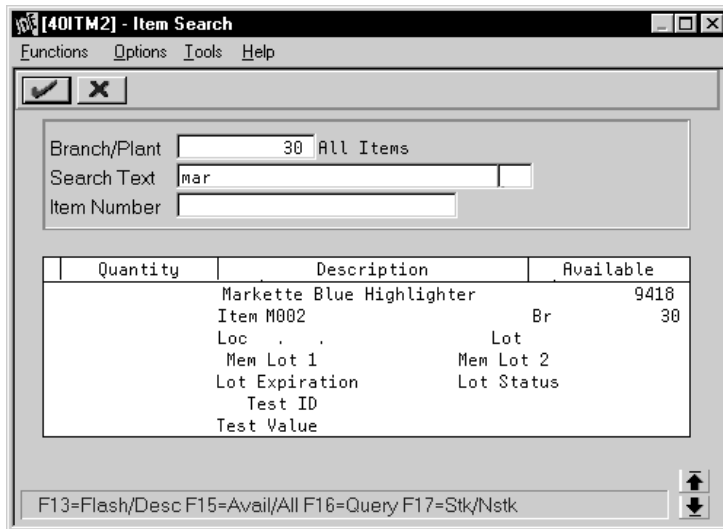 JDE [40ITM2] - Item Search
Functions Options Tools Help
Branch/Plant 30 All Items
Search Text mar
Item Number
Quantity Description Available
Markette Blue Highlighter 9418
Item M002 Br 30
Loc . . Lot
Mem Lot 1 Mem Lot 2
Lot Expiration Lot Status
Test ID
Test Value
F13=Flash/Desc F15=Avail/All F16=Query F17=Stk/Nstk